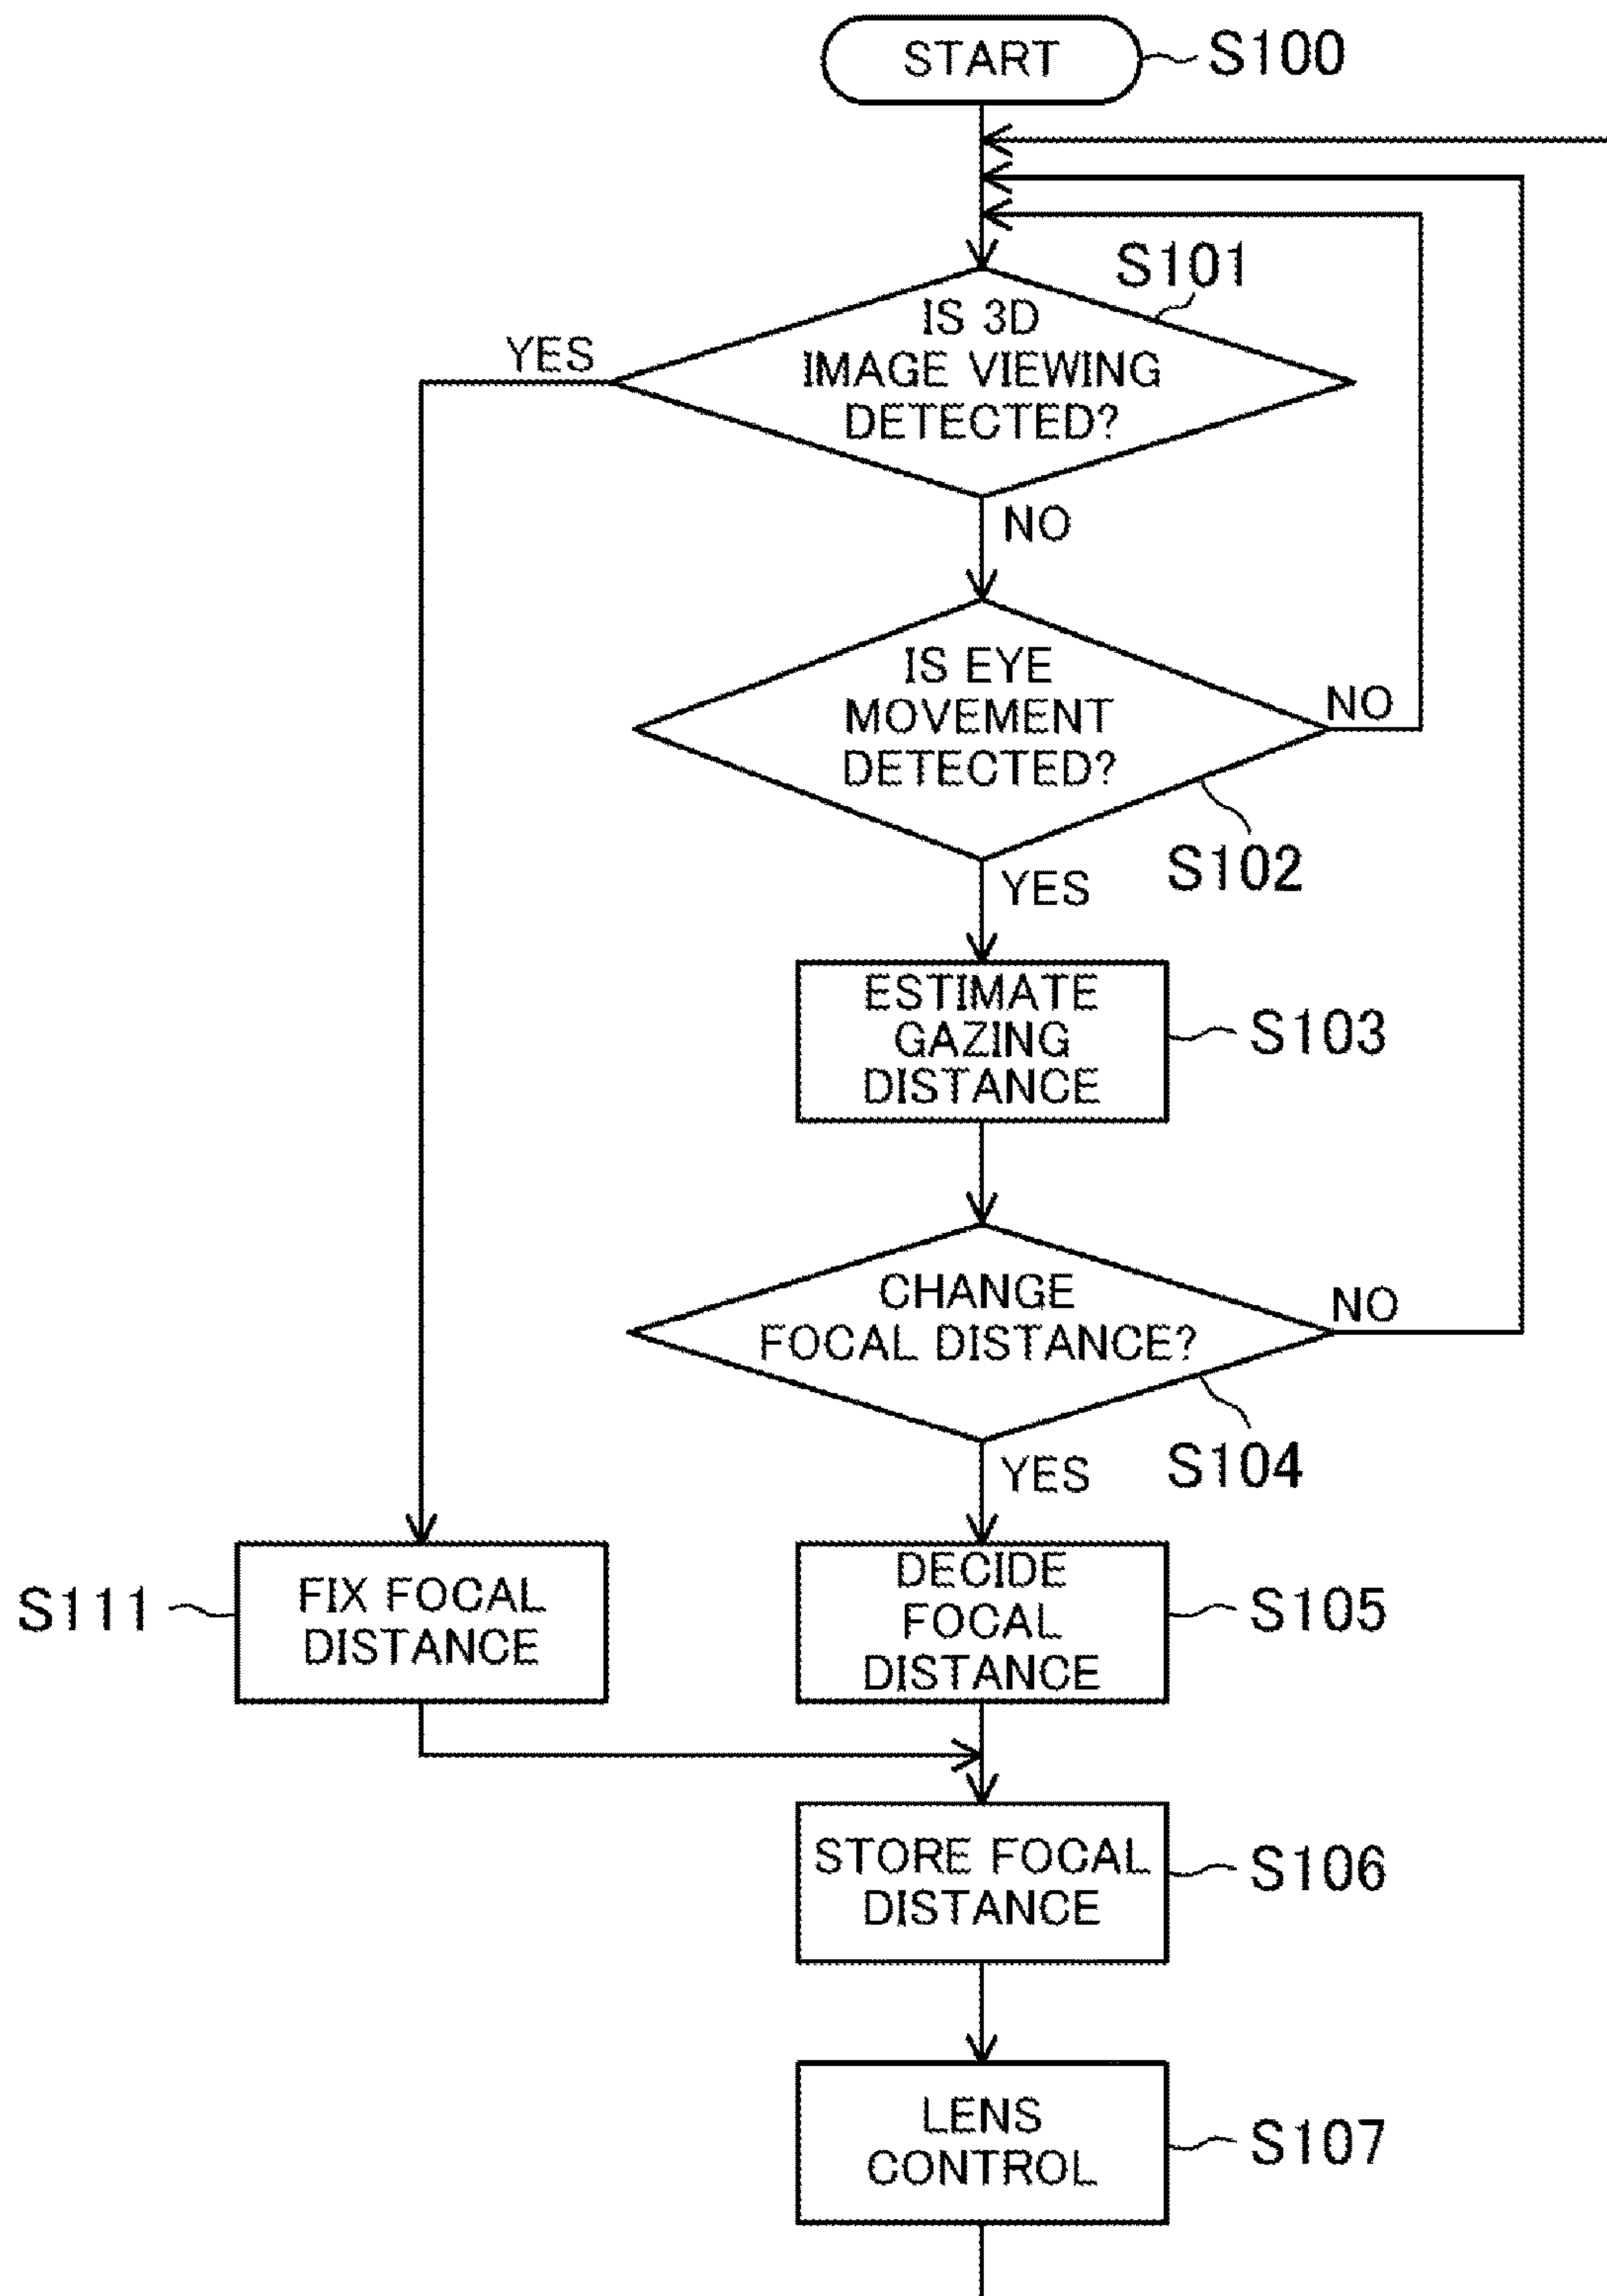 START
S100
S101
IS 3D
IMAGE VIEWING
DETECTED?
YES
NO
IS EYE
MOVEMENT
DETECTED?
NO
S102
YES
ESTIMATE
GAZING
DISTANCE
S103
CHANGE
FOCAL DISTANCE?
NO
S104
YES
S111
FIX FOCAL
DISTANCE
DECIDE
FOCAL
DISTANCE
S105
STORE FOCAL
DISTANCE
S106
LENS
CONTROL
S107